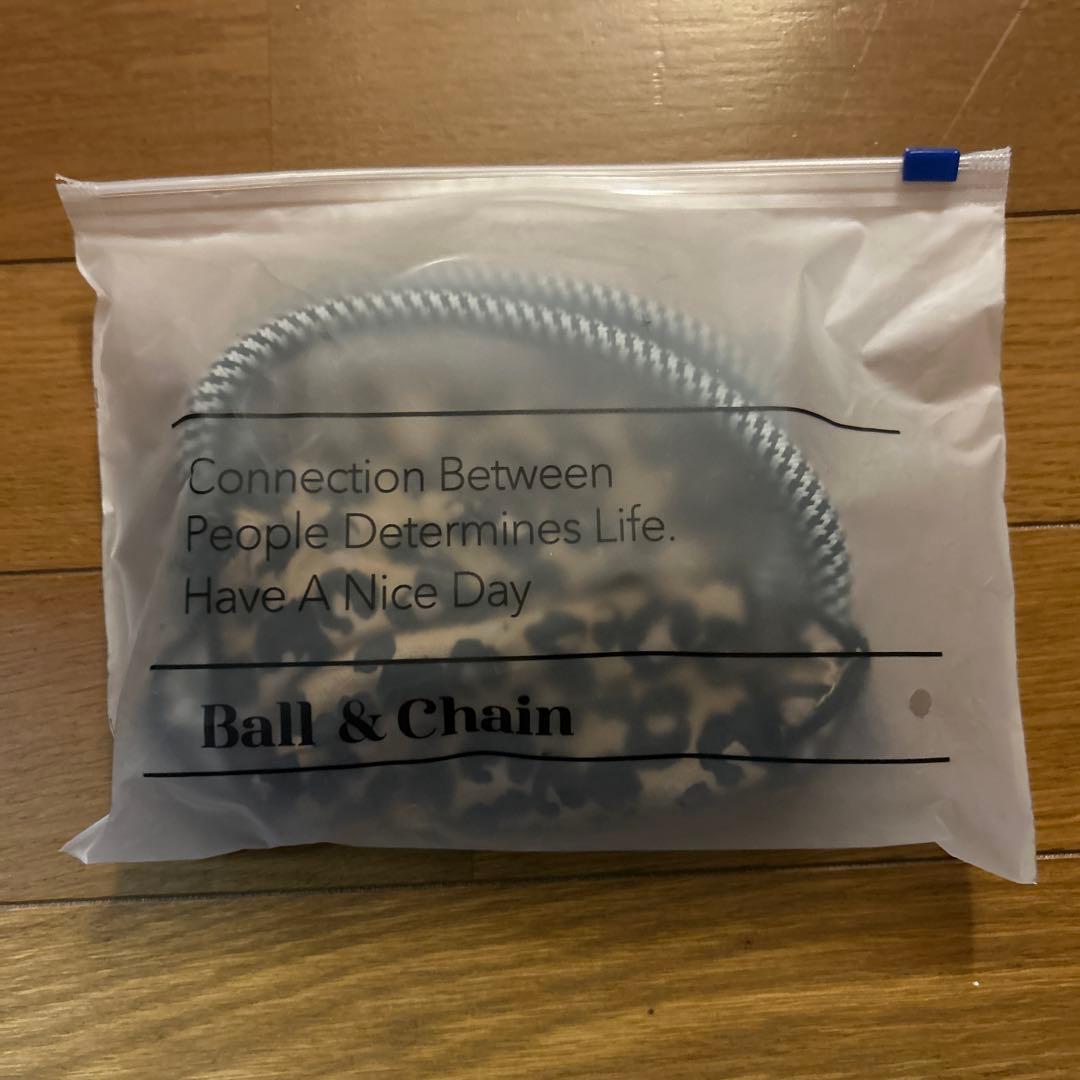 Connection Between
People Determines Life.
Have A Nice Day
Ball & Chain